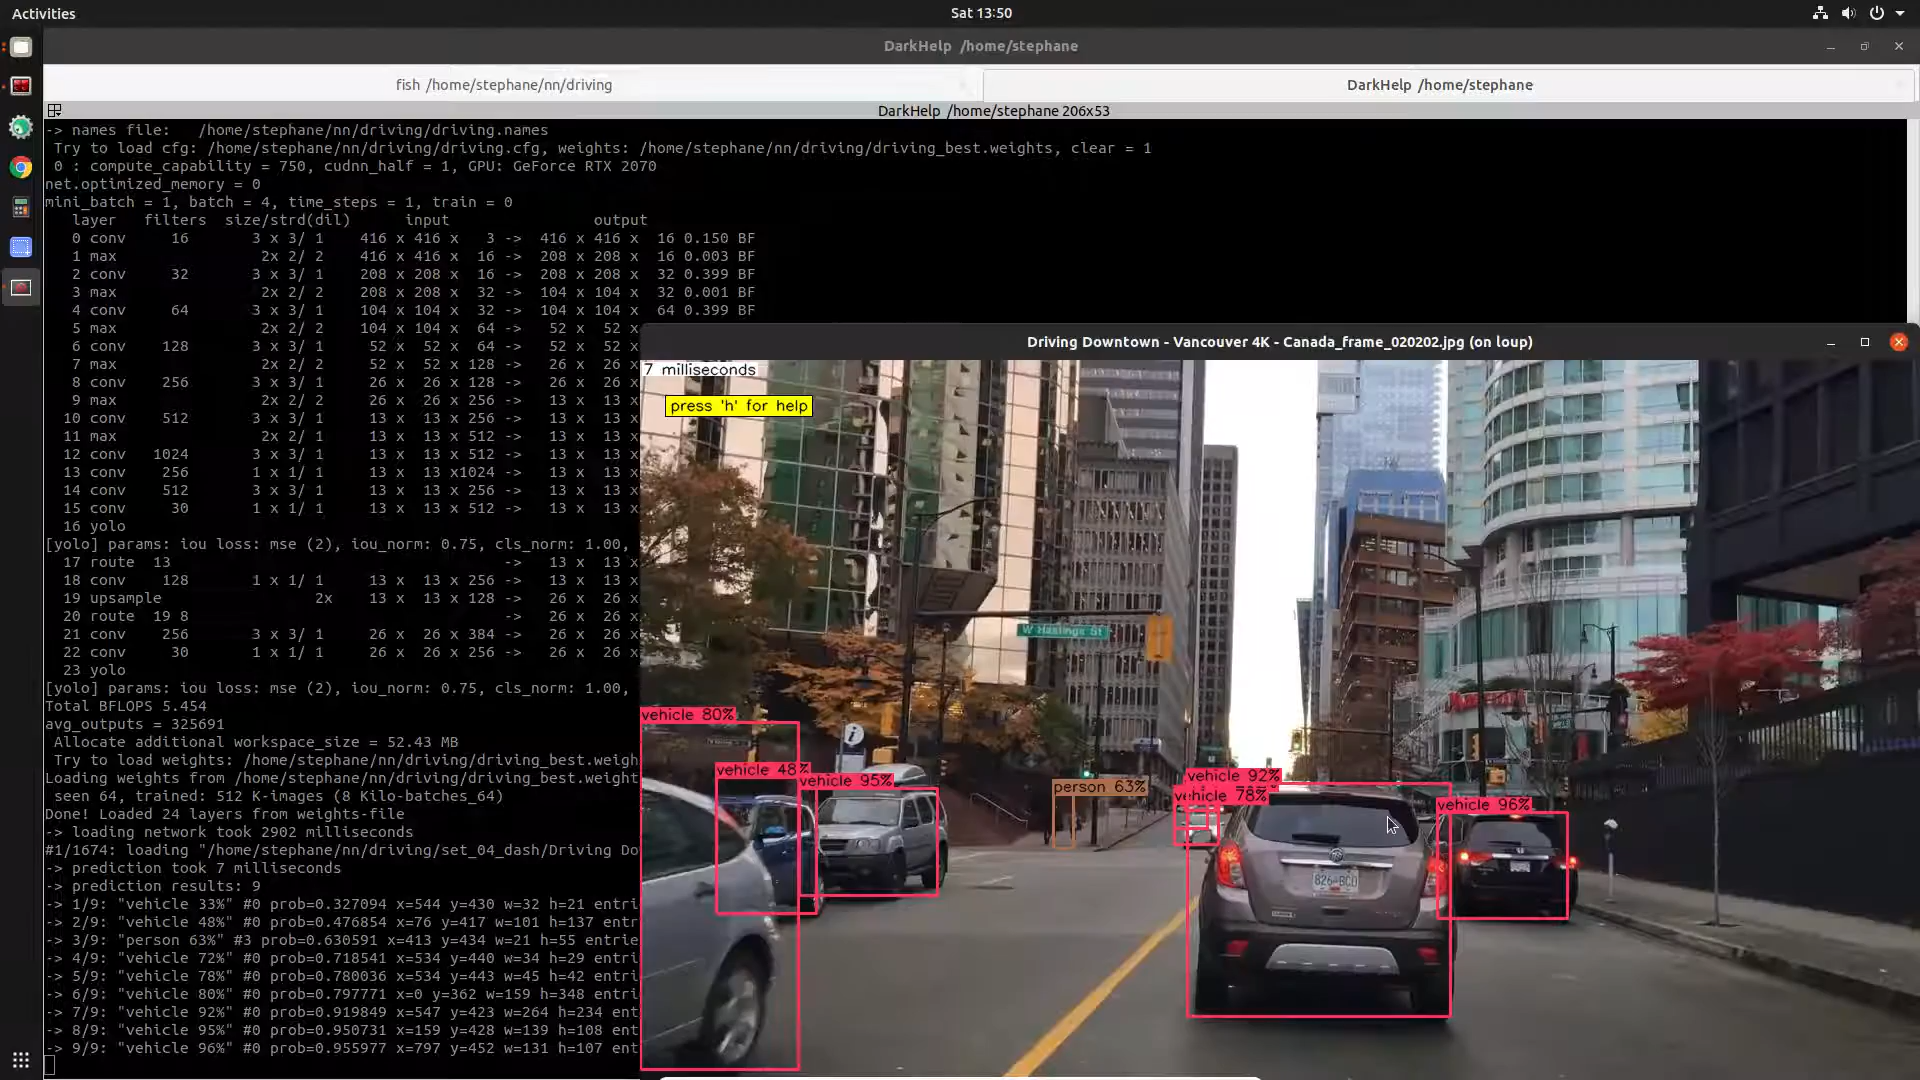 Activities
Sat 13:50
DarkHelp /home/stephane
fish /home/stephane/nn/driving
DarkHelp /home/stephane
DarkHelp /home/stephane 206x53
-> names file:   /home/stephane/nn/driving/driving.names
Try to load cfg: /home/stephane/nn/driving/driving.cfg, weights: /home/stephane/nn/driving/driving_best.weights, clear = 1
0 : compute_capability = 750, cudnn_half = 1, GPU: GeForce RTX 2070
net.optimized_memory = 0
mini_batch = 1, batch = 4, time_steps = 1, train = 0
layer   filters  size/strd(dil)      input                output
0 conv     16       3 x 3/ 1    416 x 416 x   3 ->  416 x 416 x  16 0.150 BF
1 max                2x 2/ 2    416 x 416 x  16 ->  208 x 208 x  16 0.003 BF
2 conv     32       3 x 3/ 1    208 x 208 x  16 ->  208 x 208 x  32 0.399 BF
3 max                2x 2/ 2    208 x 208 x  32 ->  104 x 104 x  32 0.001 BF
4 conv     64       3 x 3/ 1    104 x 104 x  32 ->  104 x 104 x  64 0.399 BF
5 max                2x 2/ 2    104 x 104 x  64 ->   52 x  52 x
6 conv    128       3 x 3/ 1     52 x  52 x  64 ->   52 x  52 x
7 max                2x 2/ 2     52 x  52 x 128 ->   26 x  26 x
8 conv    256       3 x 3/ 1     26 x  26 x 128 ->   26 x  26 x
9 max                2x 2/ 2     26 x  26 x 256 ->   13 x  13 x
10 conv    512       3 x 3/ 1     13 x  13 x 256 ->   13 x  13 x
11 max                2x 2/ 1     13 x  13 x 512 ->   13 x  13 x
12 conv   1024       3 x 3/ 1     13 x  13 x 512 ->   13 x  13 x
13 conv    256       1 x 1/ 1     13 x  13 x1024 ->   13 x  13 x
14 conv    512       3 x 3/ 1     13 x  13 x 256 ->   13 x  13 x
15 conv     30       1 x 1/ 1     13 x  13 x 512 ->   13 x  13 x
16 yolo
[yolo] params: iou loss: mse (2), iou_norm: 0.75, cls_norm: 1.00,
17 route  13                                     ->   13 x  13 x
18 conv    128       1 x 1/ 1     13 x  13 x 256 ->   13 x  13 x
19 upsample                 2x    13 x  13 x 128 ->   26 x  26 x
20 route  19 8                                   ->   26 x  26 x
21 conv    256       3 x 3/ 1     26 x  26 x 384 ->   26 x  26 x
22 conv     30       1 x 1/ 1     26 x  26 x 256 ->   26 x  26 x
23 yolo
[yolo] params: iou loss: mse (2), iou_norm: 0.75, cls_norm: 1.00,
Total BFLOPS 5.454
avg_outputs = 325691
Allocate additional workspace_size = 52.43 MB
Try to load weights: /home/stephane/nn/driving/driving_best.weigh
Loading weights from /home/stephane/nn/driving/driving_best.weight
seen 64, trained: 512 K-images (8 Kilo-batches_64)
Done! Loaded 24 layers from weights-file
-> loading network took 2902 milliseconds
#1/1674: loading "/home/stephane/nn/driving/set_04_dash/Driving Do
-> prediction took 7 milliseconds
-> prediction results: 9
-> 1/9: "vehicle 33%" #0 prob=0.327094 x=544 y=430 w=32 h=21 entri
-> 2/9: "vehicle 48%" #0 prob=0.476854 x=76 y=417 w=101 h=137 entr
-> 3/9: "person 63%" #3 prob=0.630591 x=413 y=434 w=21 h=55 entrie
-> 4/9: "vehicle 72%" #0 prob=0.718541 x=534 y=440 w=34 h=29 entri
-> 5/9: "vehicle 78%" #0 prob=0.780036 x=534 y=443 w=45 h=42 entri
-> 6/9: "vehicle 80%" #0 prob=0.797771 x=0 y=362 w=159 h=348 entri
-> 7/9: "vehicle 92%" #0 prob=0.919849 x=547 y=423 w=264 h=234 entr
-> 8/9: "vehicle 95%" #0 prob=0.950731 x=159 y=428 w=139 h=108 ent
-> 9/9: "vehicle 96%" #0 prob=0.955977 x=797 y=452 w=131 h=107 ent
Driving Downtown - Vancouver 4K - Canada_frame_020202.jpg (on loup)
7 milliseconds
press 'h' for help
W Hastings St
vehicle 80%
i
vehicle 48%
vehicle 95%
person 63%
vehicle 92%
vehicle 78%
vehicle 96%